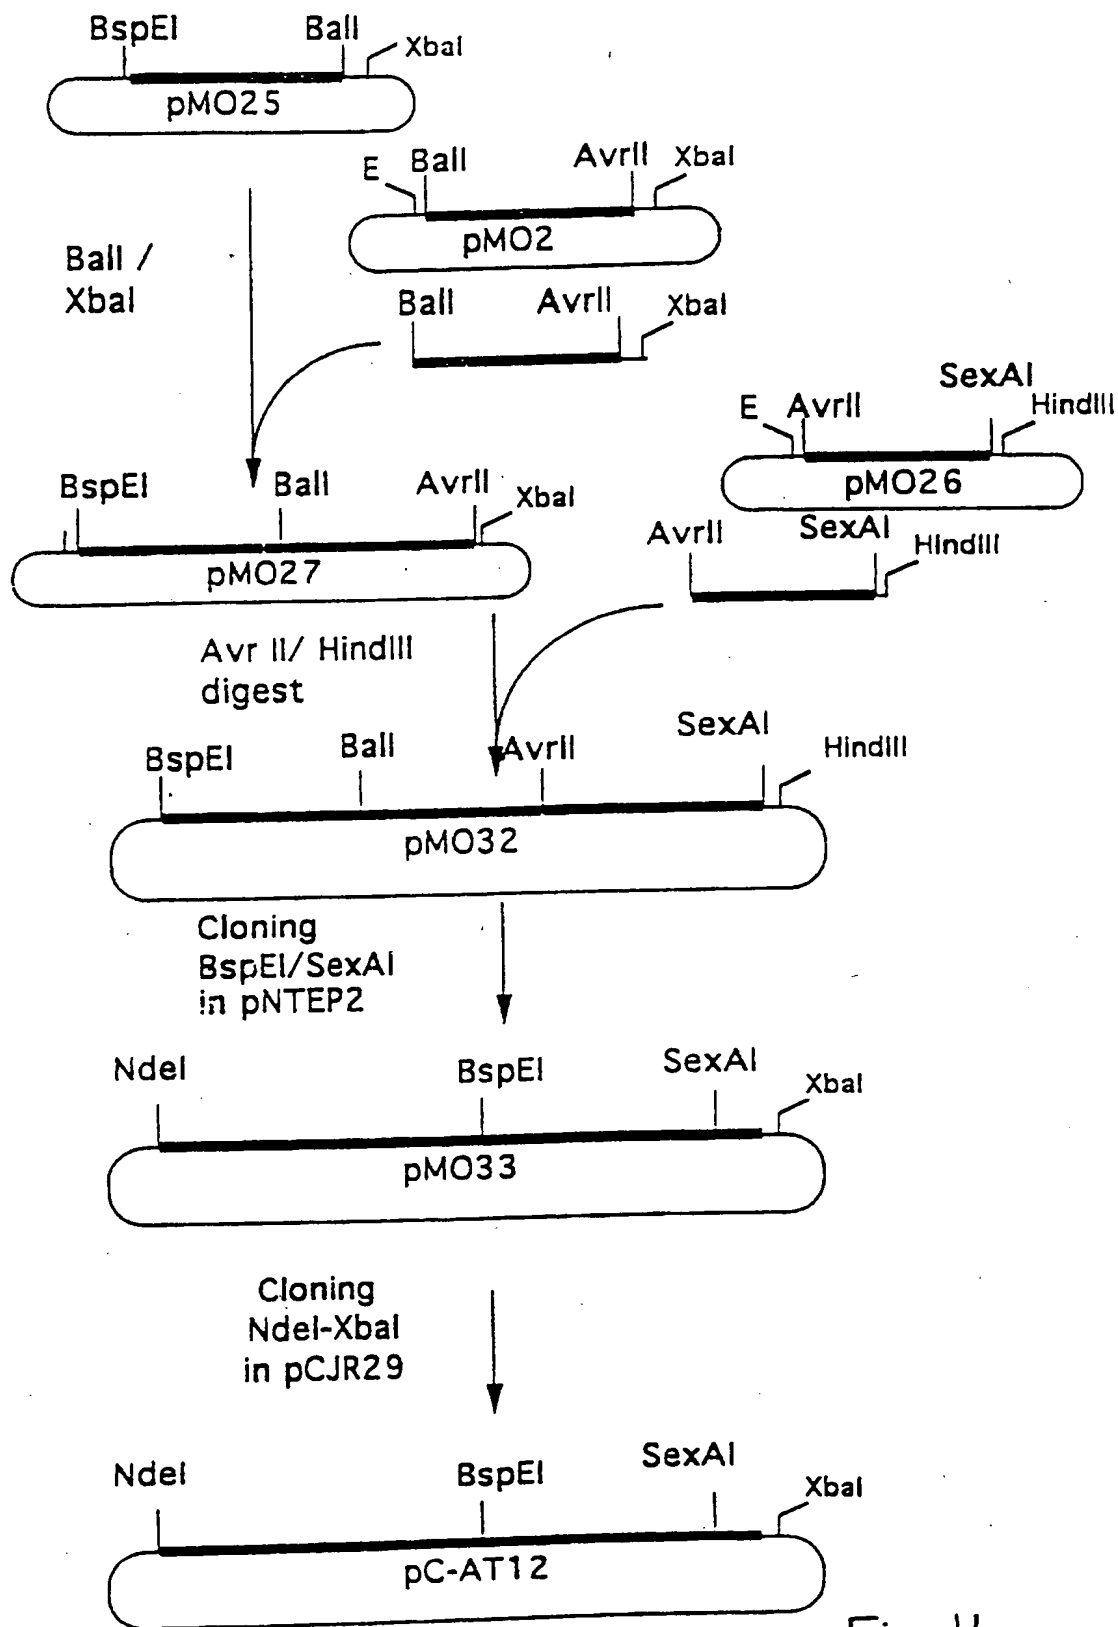 BspEI BalI XbaI
pMO25
E BalI AvrII XbaI
pMO2
BalI /
XbaI
BalI AvrII XbaI
SexAI
E AvrII HindIII
pMO26
BspEI BalI AvrII XbaI
AvrII SexAI HindIII
pMO27
Avr II/ HindIII
digest
BspEI BalI AvrII SexAI HindIII
pMO32
Cloning
BspEI/SexAI
in pNTEP2
NdeI BspEI SexAI XbaI
pMO33
Cloning
NdeI-XbaI
in pCJR29
NdeI BspEI SexAI XbaI
pC-AT12